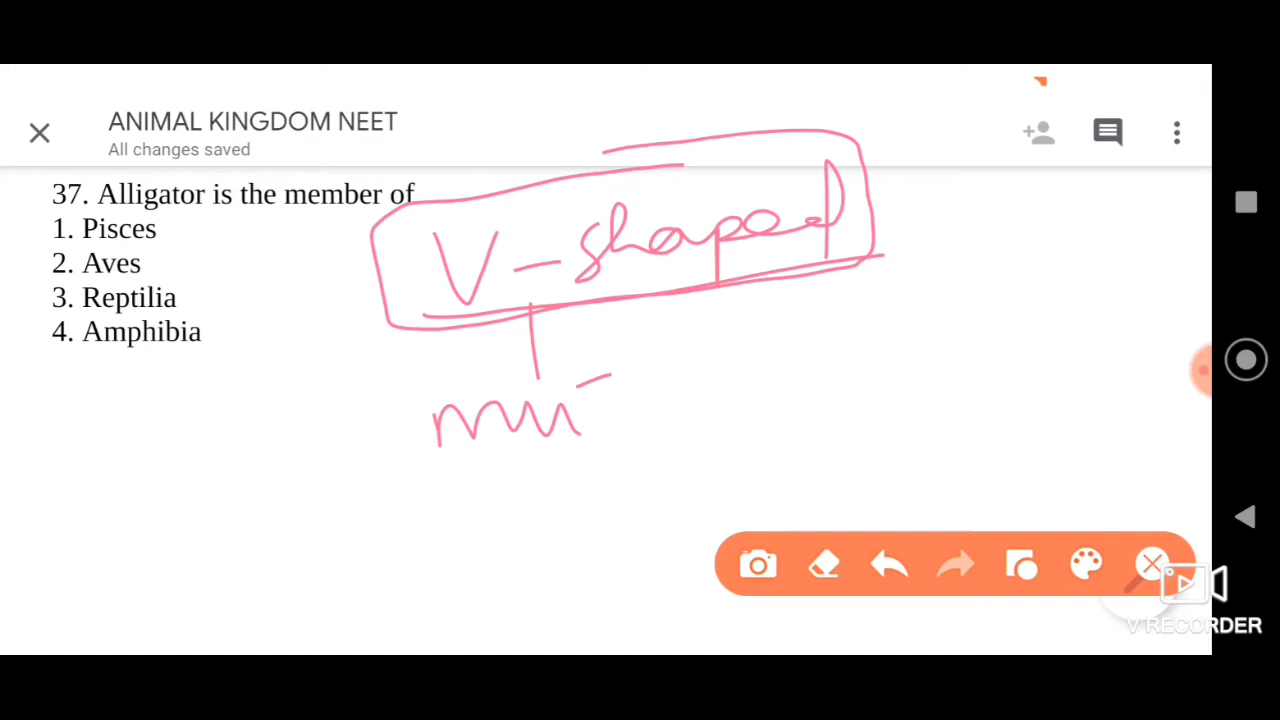 ANIMAL KINGDOM NEET
All changes saved
37. Alligator is the member of
1. Pisces
2. Aves
3. Reptilia
4. Amphibia
V-shaped
V RECORDER